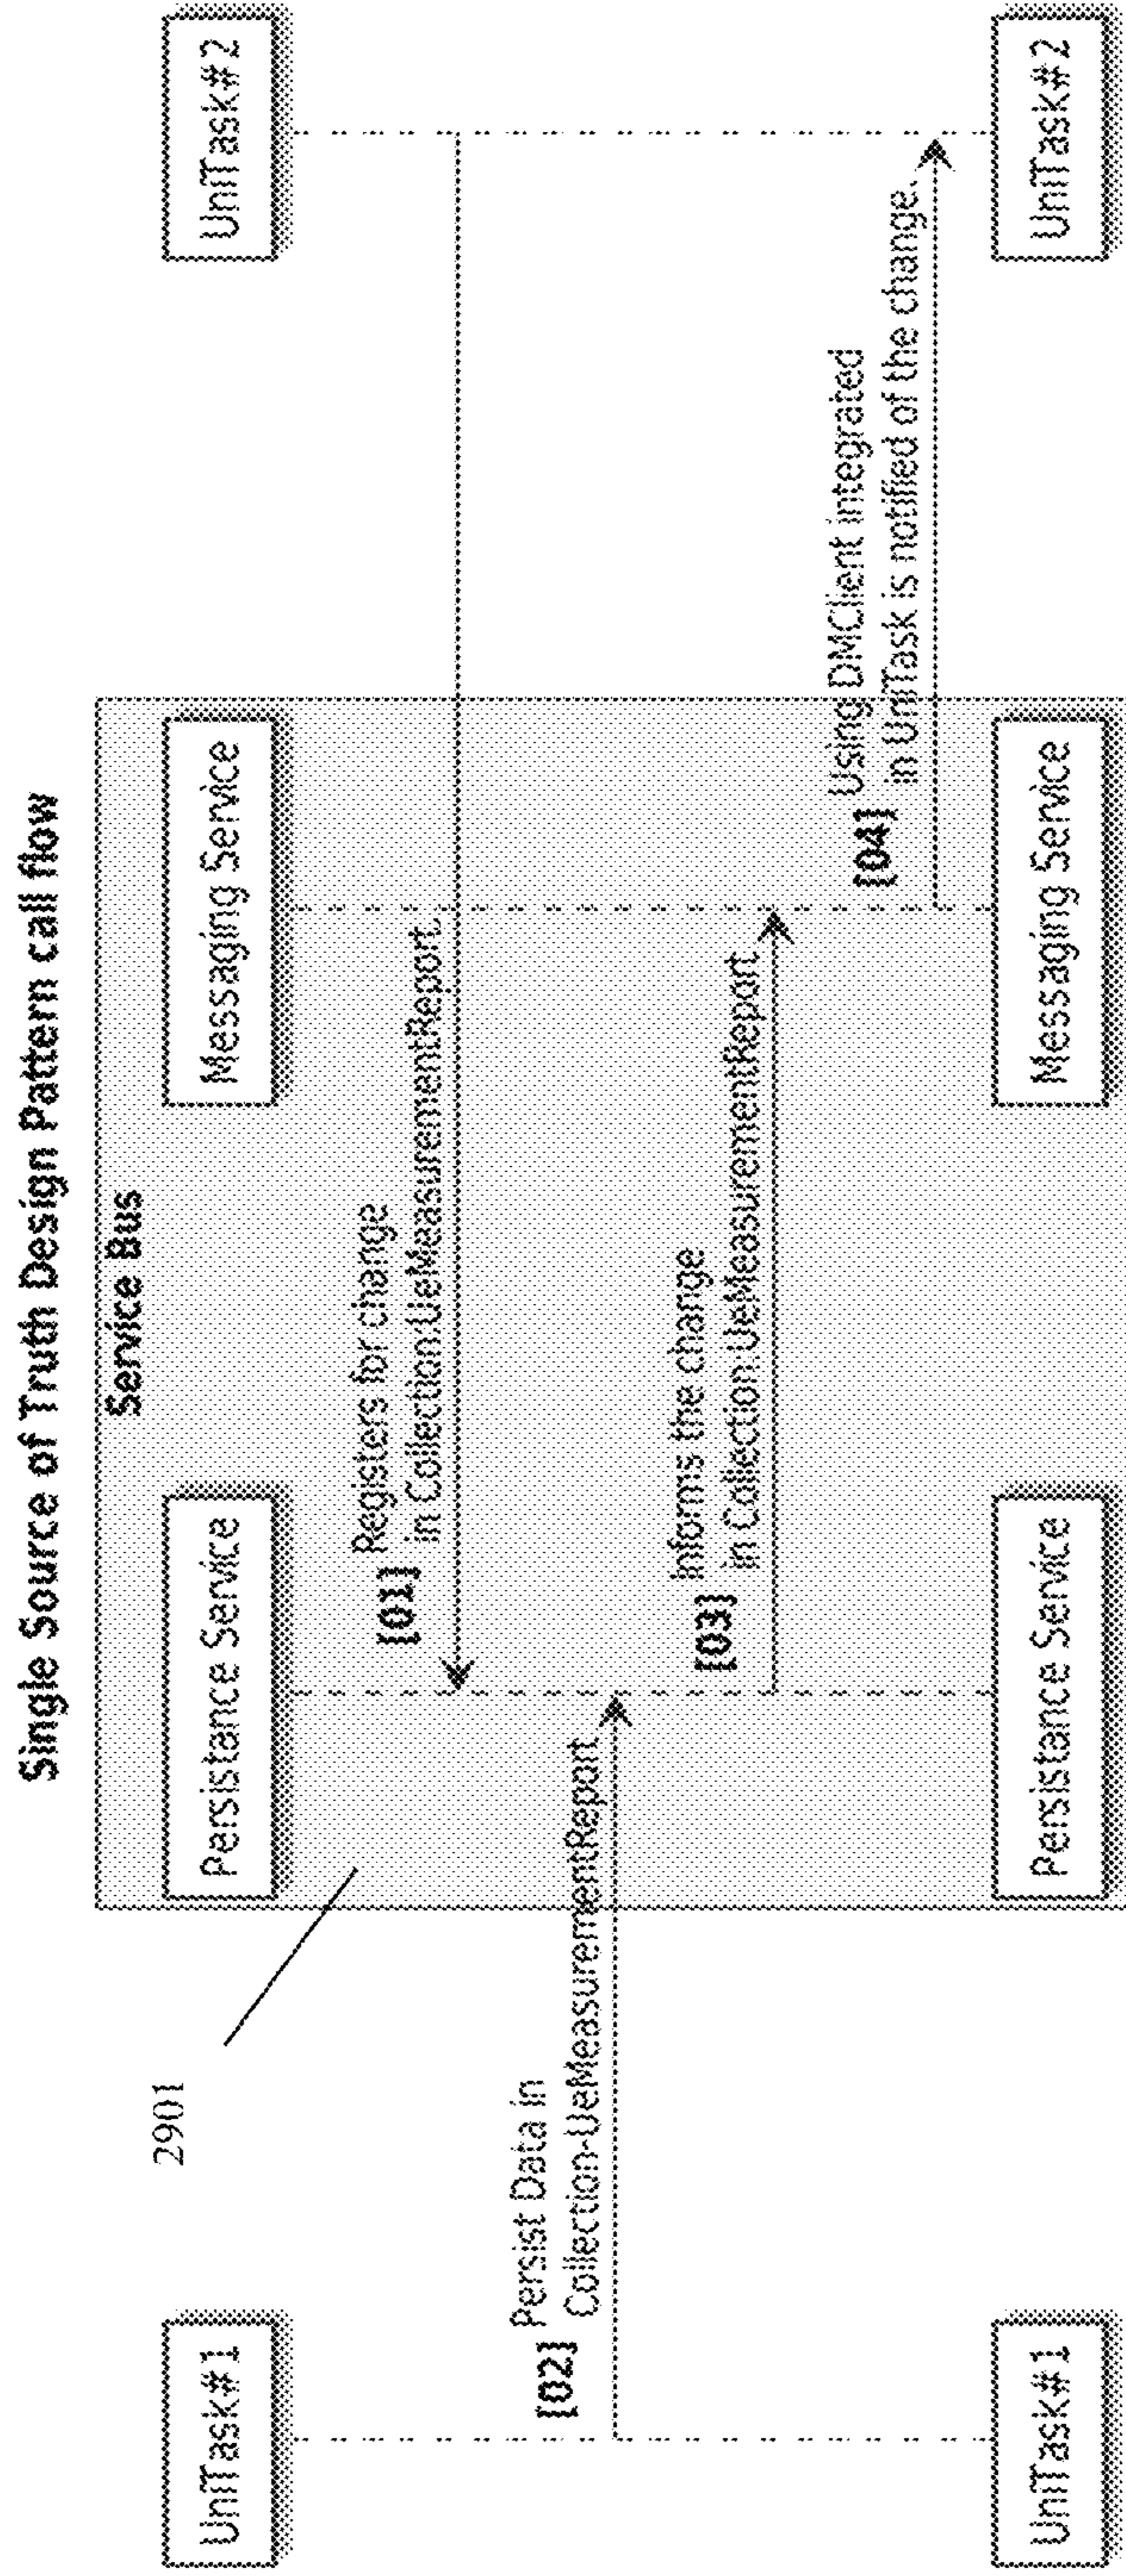 Single Source of Truth Design Pattern call flow
Service Bus
2901
UniTask#1
Persistance Service
Messaging Service
UniTask#2
[01] Registers for change
in Collection:UeMeasurementReport.
[02] Persist Data in
Collection-UeMeasurementReport
[03] Informs the change
in Collection:UeMeasurementReport
[04] Using DMClient integrated
in UniTask is notified of the change.
UniTask#1
Persistance Service
Messaging Service
UniTask#2